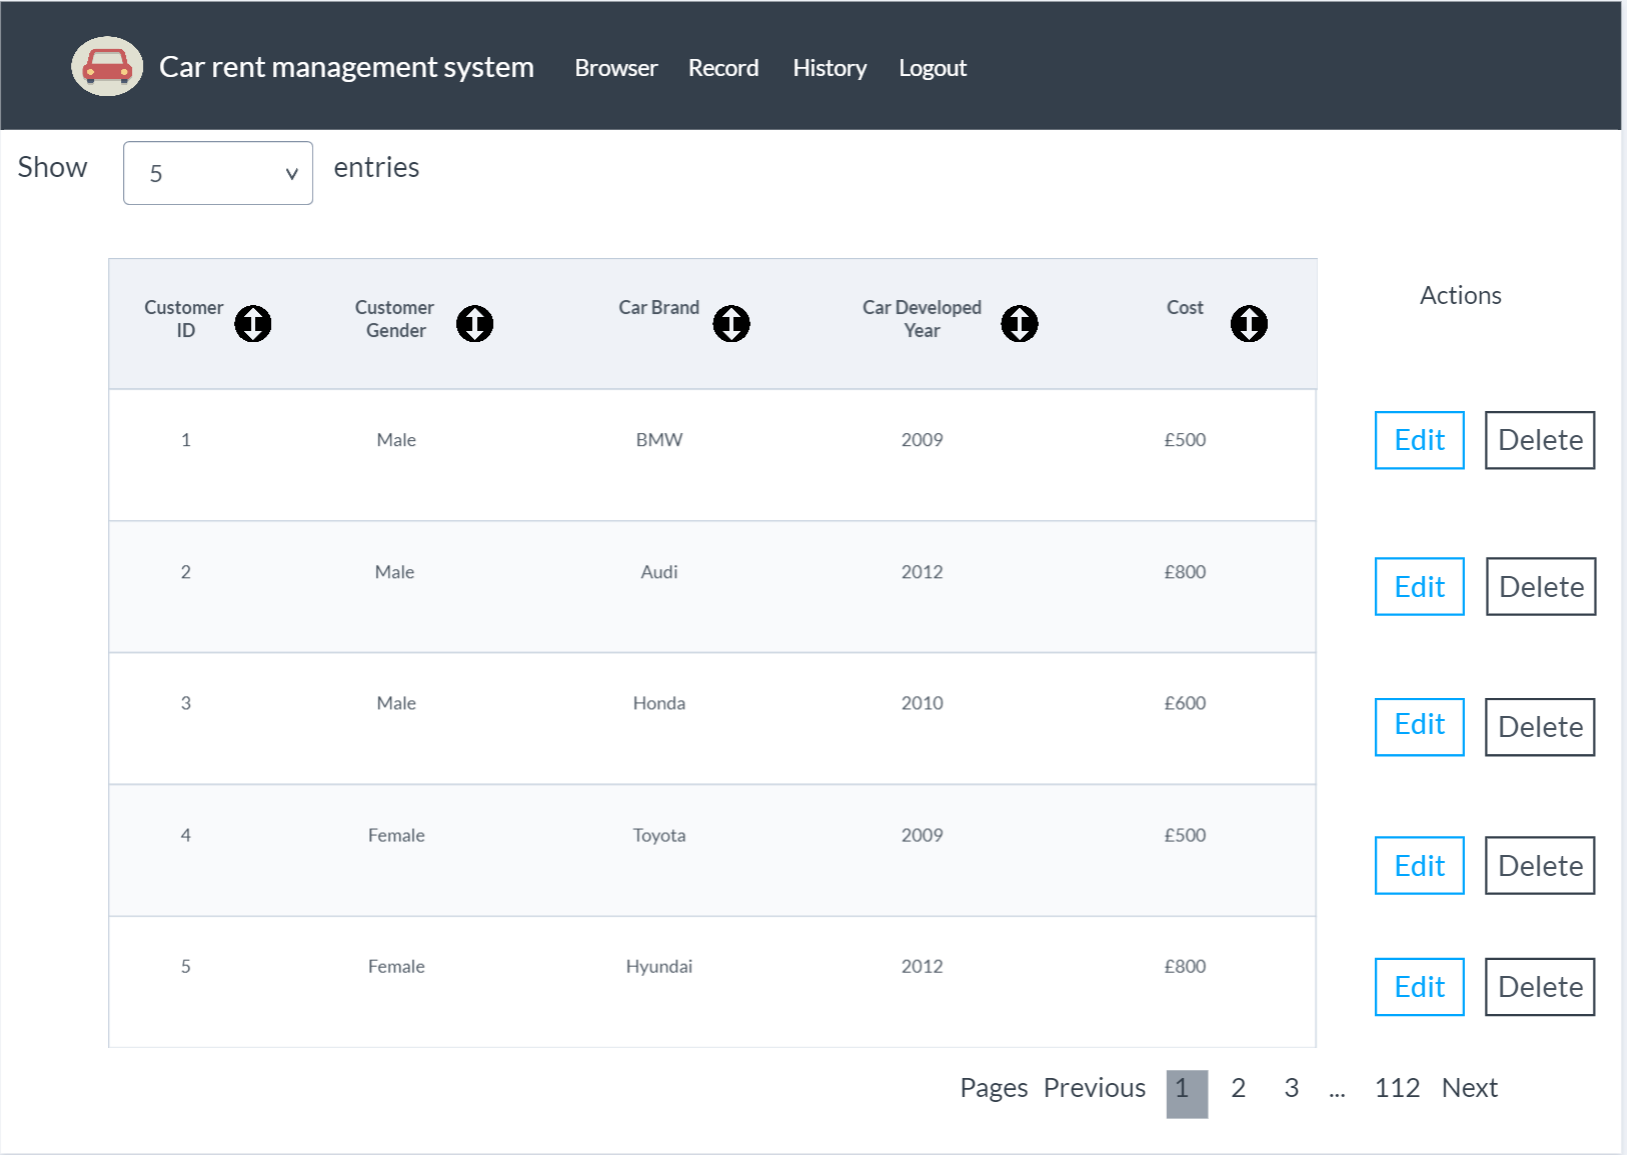 Car rent management system Browser Record History Logout
Show 5 v entries
Customer ID Customer Gender Car Brand Car Developed Year Cost Actions
1 Male BMW 2009 £500 Edit Delete
2 Male Audi 2012 £800 Edit Delete
3 Male Honda 2010 £600 Edit Delete
4 Female Toyota 2009 £500 Edit Delete
5 Female Hyundai 2012 £800 Edit Delete
Pages Previous 1 2 3 ... 112 Next